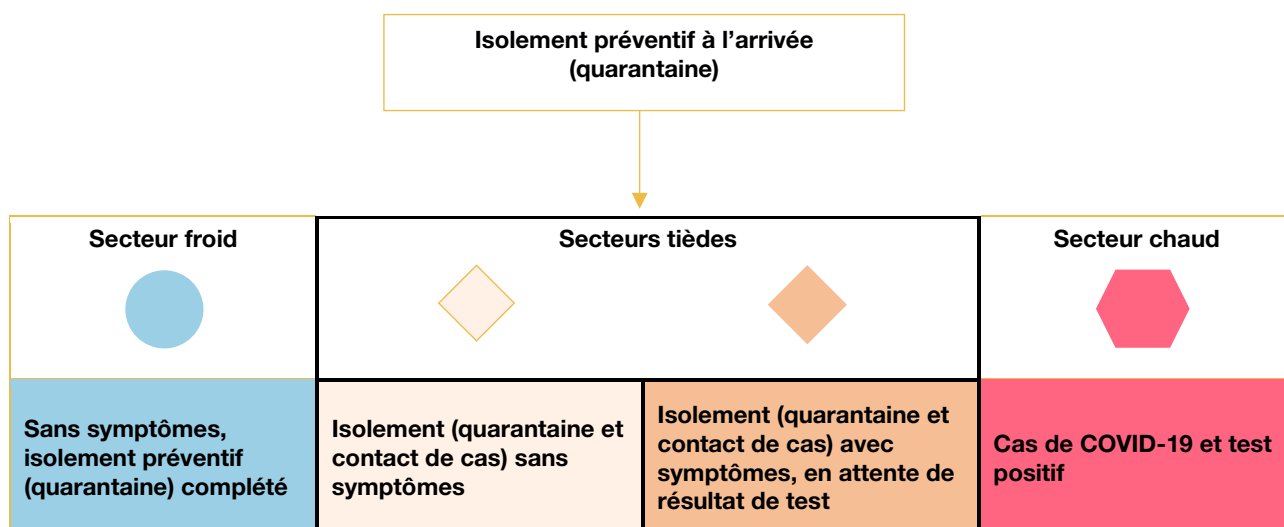 Isolement préventif à l’arrivée
(quarantaine)
Secteur froid
Secteurs tièdes
Secteur chaud
Sans symptômes,
isolement préventif
(quarantaine) complété
Isolement (quarantaine et
contact de cas) sans
symptômes
Isolement (quarantaine et
contact de cas) avec
symptômes, en attente de
résultat de test
Cas de COVID-19 et test
positif